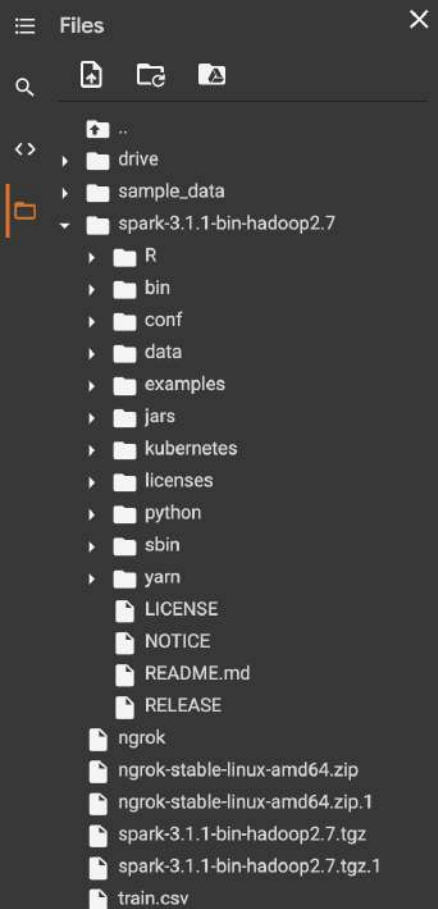 Files
..
drive
sample_data
spark-3.1.1-bin-hadoop2.7
R
bin
conf
data
examples
jars
kubernetes
licenses
python
sbin
yarn
LICENSE
NOTICE
README.md
RELEASE
ngrok
ngrok-stable-linux-amd64.zip
ngrok-stable-linux-amd64.zip.1
spark-3.1.1-bin-hadoop2.7.tgz
spark-3.1.1-bin-hadoop2.7.tgz.1
train.csv